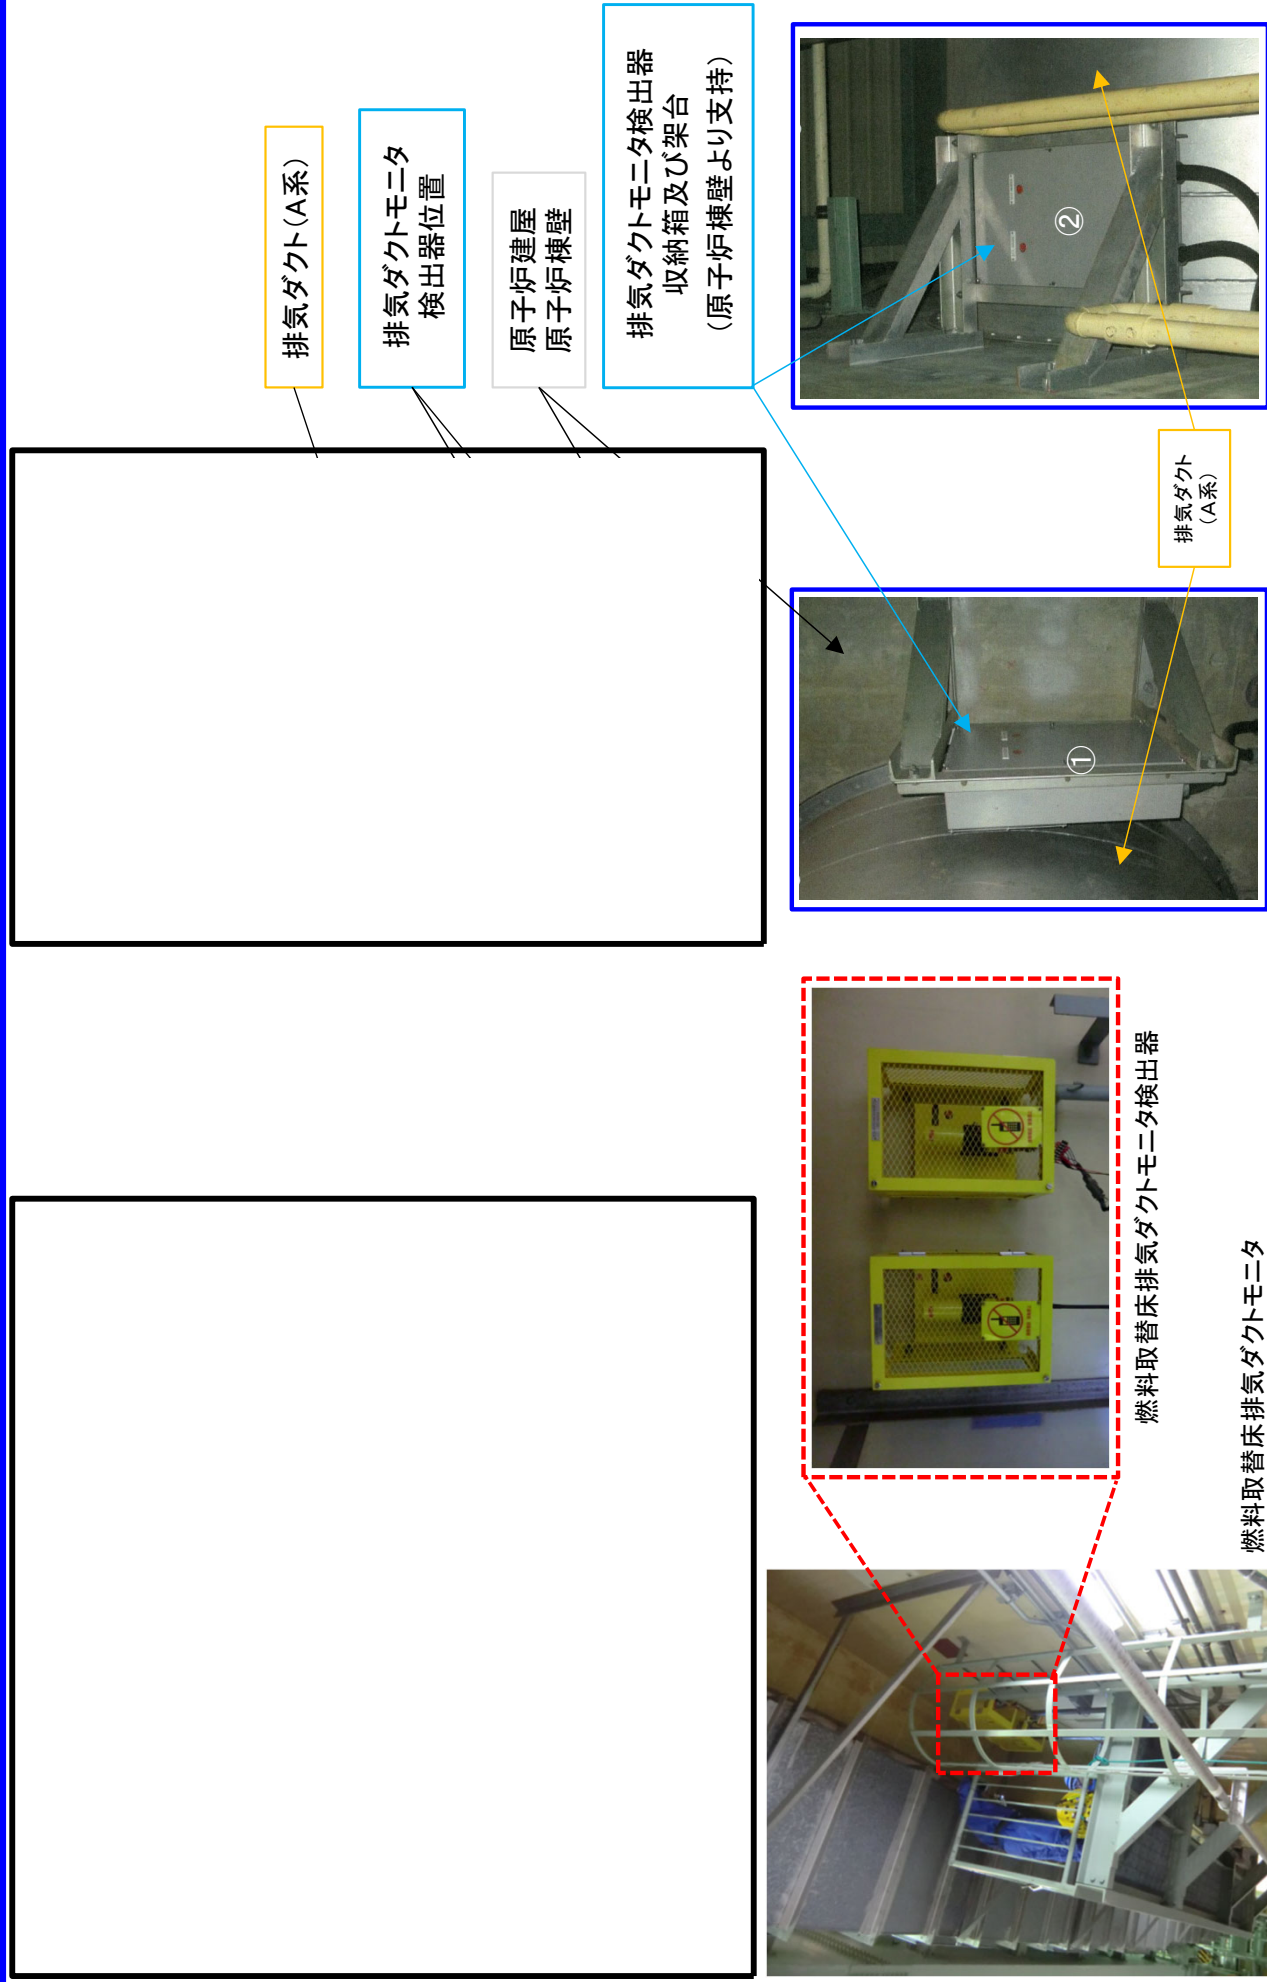 排気ダクト(A系)
排気ダクトモニタ
検出器位置
原子炉建屋
原子炉棟壁
排気ダクトモニタ検出器
収納箱及び架台
(原子炉棟壁より支持)
①
②
排気ダクト
(A系)
燃料取替床排気ダクトモニタ検出器
燃料取替床排気ダクトモニタ